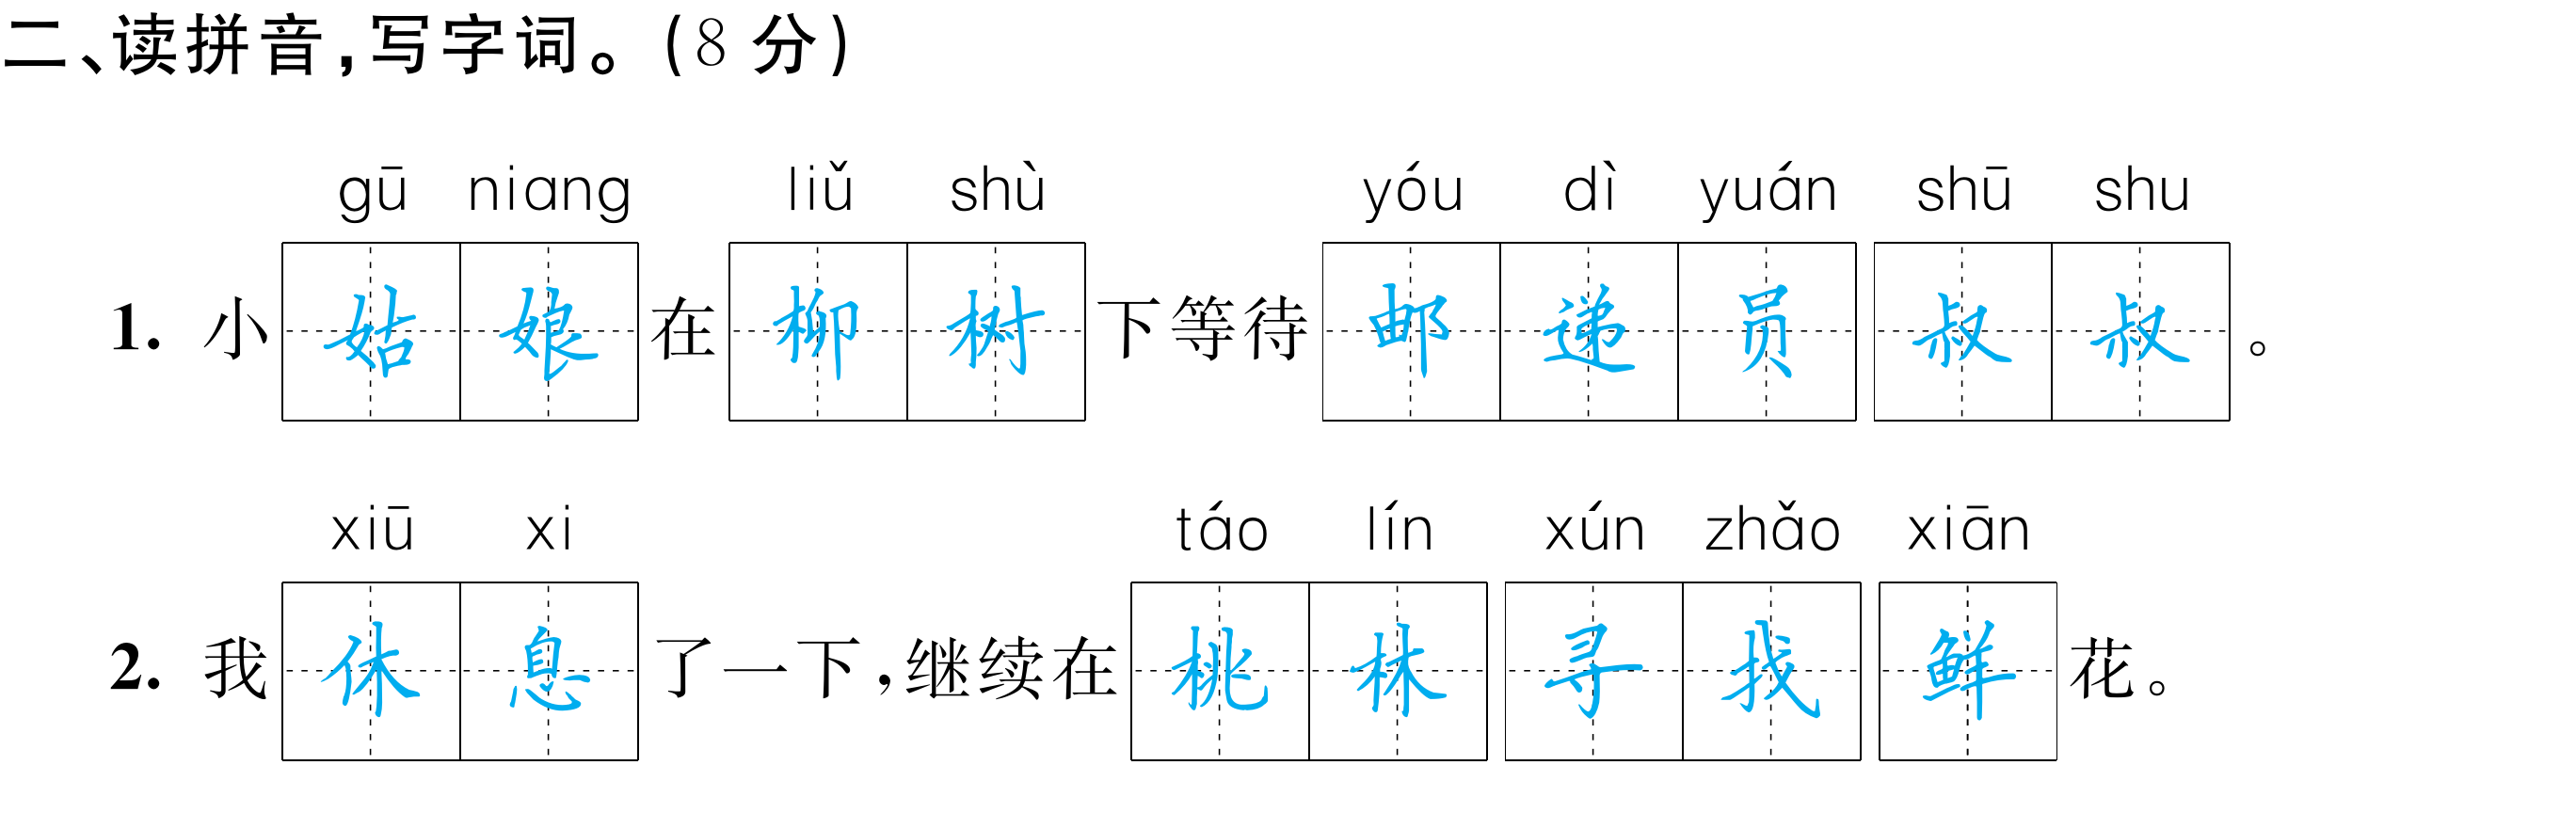 二、读拼音,写字词。(8 分)
gū niang liǔ shù yóu dì yuán shū shu
1. 小姑娘在柳树下等待邮递员叔叔。
xiū xi táo lín xún zhǎo xiān
2. 我休息了一下,继续在桃林寻找鲜花。